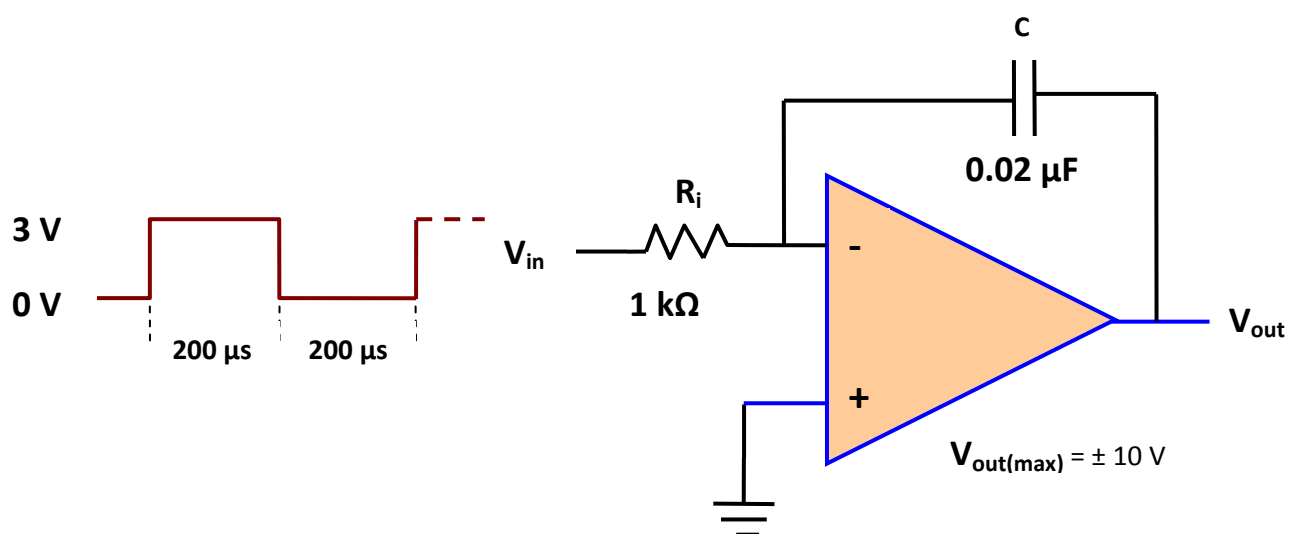 C
0.02 µF
Rᵢ
3 V
-
Vᵢₙ
0 V
1 kΩ
Vₒᵤₜ
200 µs 200 µs
+
Vₒᵤₜ₍ₘₐₓ₎ = ± 10 V